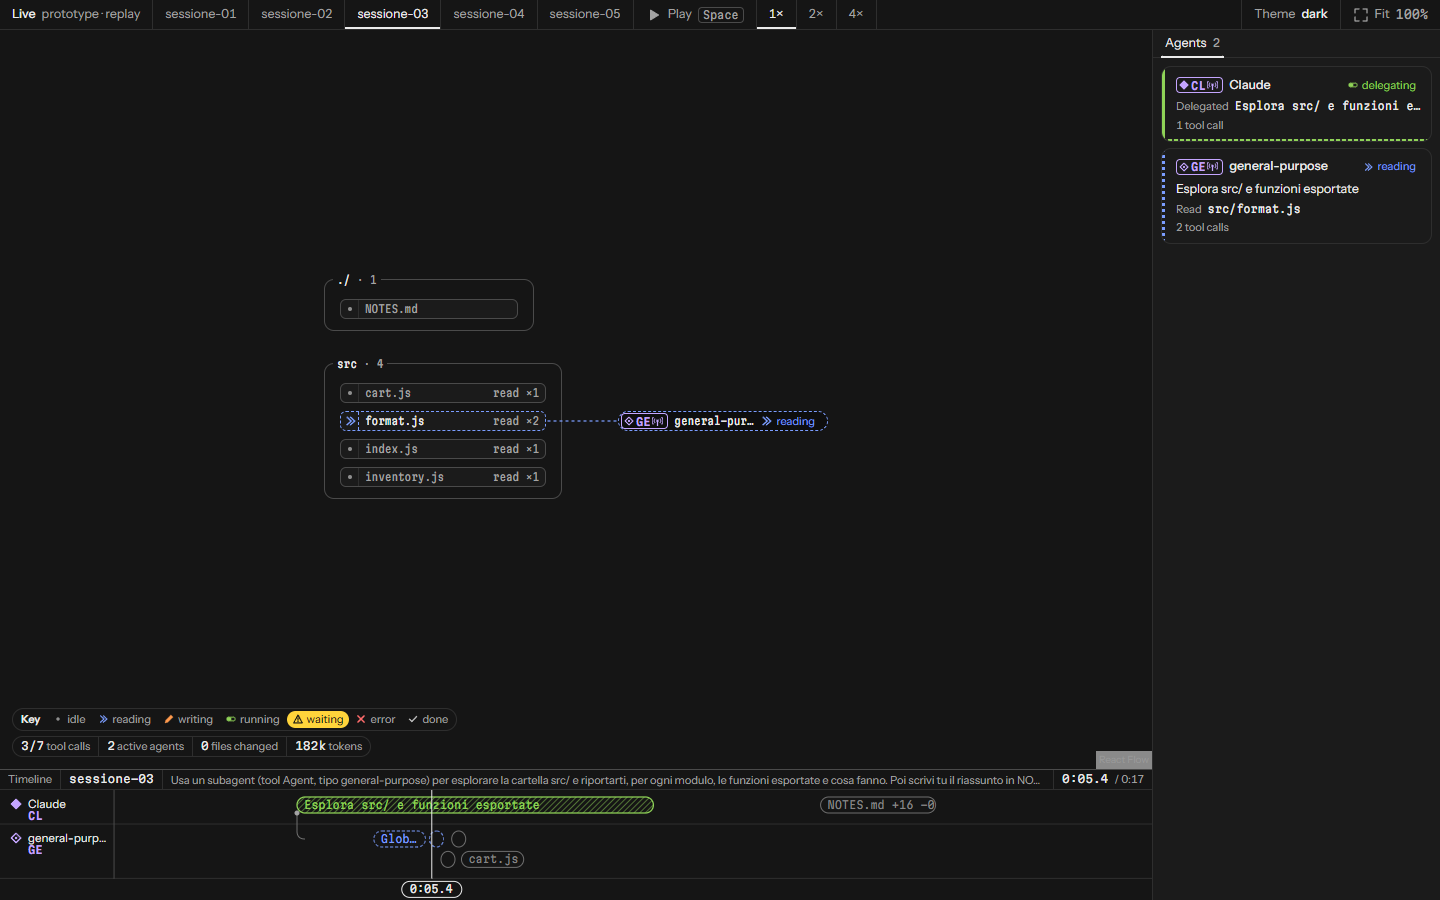 Live prototype · replay sessione-01 sessione-02 sessione-03 sessione-04 sessione-05 Play Space 1× 2× 4× Theme dark Fit 100%
Agents 2
CL Claude delegating
Delegated Esplora src/ e funzioni e…
1 tool call
GE general-purpose reading
Esplora src/ e funzioni esportate
Read src/format.js
2 tool calls
./ · 1
NOTES.md
src · 4
cart.js read ×1
format.js read ×2
GE general-pur… reading
index.js read ×1
inventory.js read ×1
Key idle reading writing running waiting error done
3/7 tool calls 2 active agents 0 files changed 182k tokens
React Flow
Timeline sessione-03 Usa un subagent (tool Agent, tipo general-purpose) per esplorare la cartella src/ e riportarti, per ogni modulo, le funzioni esportate e cosa fanno. Poi scrivi tu il riassunto in NO… 0:05.4 / 0:17
Claude Esplora src/ e funzioni esportate NOTES.md +16 −0
CL
general-purp… Glob…
GE cart.js
0:05.4